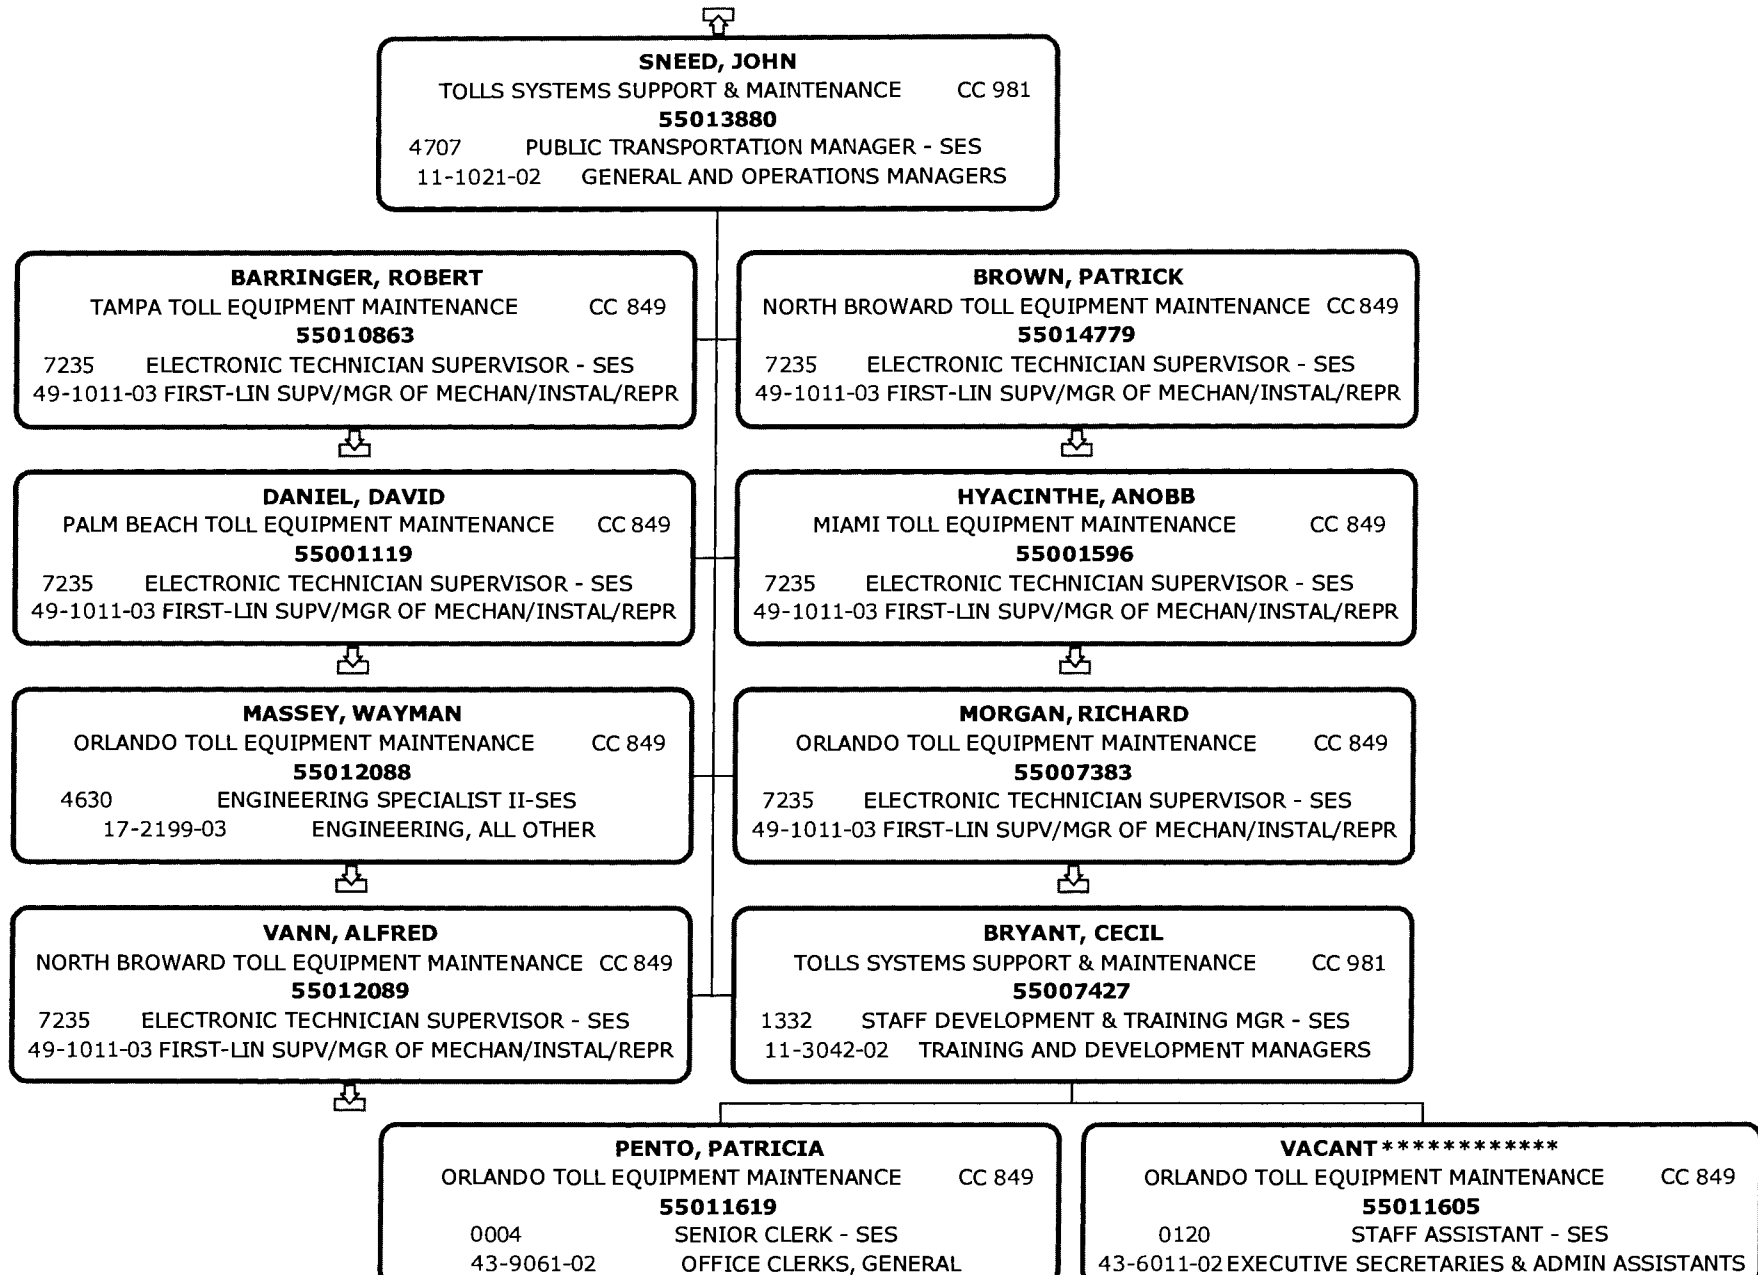 SNEED, JOHN
TOLLS SYSTEMS SUPPORT & MAINTENANCE CC 981
55013880
4707 PUBLIC TRANSPORTATION MANAGER - SES
11-1021-02 GENERAL AND OPERATIONS MANAGERS
BARRINGER, ROBERT
TAMPA TOLL EQUIPMENT MAINTENANCE CC 849
55010863
7235 ELECTRONIC TECHNICIAN SUPERVISOR - SES
49-1011-03 FIRST-LIN SUPV/MGR OF MECHAN/INSTAL/REPR
BROWN, PATRICK
NORTH BROWARD TOLL EQUIPMENT MAINTENANCE CC 849
55014779
7235 ELECTRONIC TECHNICIAN SUPERVISOR - SES
49-1011-03 FIRST-LIN SUPV/MGR OF MECHAN/INSTAL/REPR
DANIEL, DAVID
PALM BEACH TOLL EQUIPMENT MAINTENANCE CC 849
55001119
7235 ELECTRONIC TECHNICIAN SUPERVISOR - SES
49-1011-03 FIRST-LIN SUPV/MGR OF MECHAN/INSTAL/REPR
HYACINTHE, ANOBB
MIAMI TOLL EQUIPMENT MAINTENANCE CC 849
55001596
7235 ELECTRONIC TECHNICIAN SUPERVISOR - SES
49-1011-03 FIRST-LIN SUPV/MGR OF MECHAN/INSTAL/REPR
MASSEY, WAYMAN
ORLANDO TOLL EQUIPMENT MAINTENANCE CC 849
55012088
4630 ENGINEERING SPECIALIST II-SES
17-2199-03 ENGINEERING, ALL OTHER
MORGAN, RICHARD
ORLANDO TOLL EQUIPMENT MAINTENANCE CC 849
55007383
7235 ELECTRONIC TECHNICIAN SUPERVISOR - SES
49-1011-03 FIRST-LIN SUPV/MGR OF MECHAN/INSTAL/REPR
VANN, ALFRED
NORTH BROWARD TOLL EQUIPMENT MAINTENANCE CC 849
55012089
7235 ELECTRONIC TECHNICIAN SUPERVISOR - SES
49-1011-03 FIRST-LIN SUPV/MGR OF MECHAN/INSTAL/REPR
BRYANT, CECIL
TOLLS SYSTEMS SUPPORT & MAINTENANCE CC 981
55007427
1332 STAFF DEVELOPMENT & TRAINING MGR - SES
11-3042-02 TRAINING AND DEVELOPMENT MANAGERS
PENTO, PATRICIA
ORLANDO TOLL EQUIPMENT MAINTENANCE CC 849
55011619
0004 SENIOR CLERK - SES
43-9061-02 OFFICE CLERKS, GENERAL
VACANT ************
ORLANDO TOLL EQUIPMENT MAINTENANCE CC 849
55011605
0120 STAFF ASSISTANT - SES
43-6011-02 EXECUTIVE SECRETARIES & ADMIN ASSISTANTS